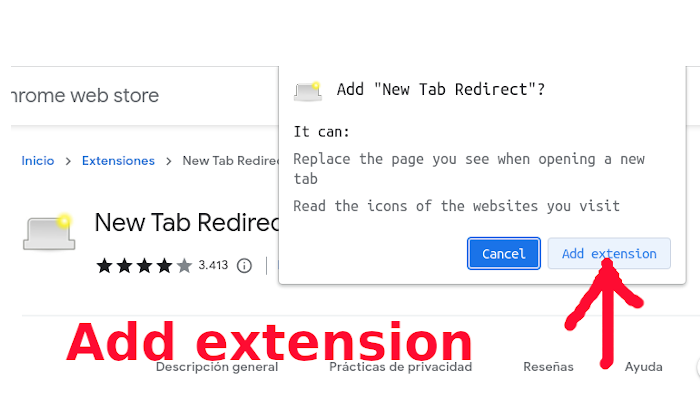 hrome web store
Add "New Tab Redirect"?
It can:
Replace the page you see when opening a new
tab
Read the icons of the websites you visit
Cancel
Add extension
Inicio > Extensiones > New Tab Redirec
New Tab Redirec
3.413
Add extension
Descripción general
Prácticas de privacidad
Reseñas
Ayuda